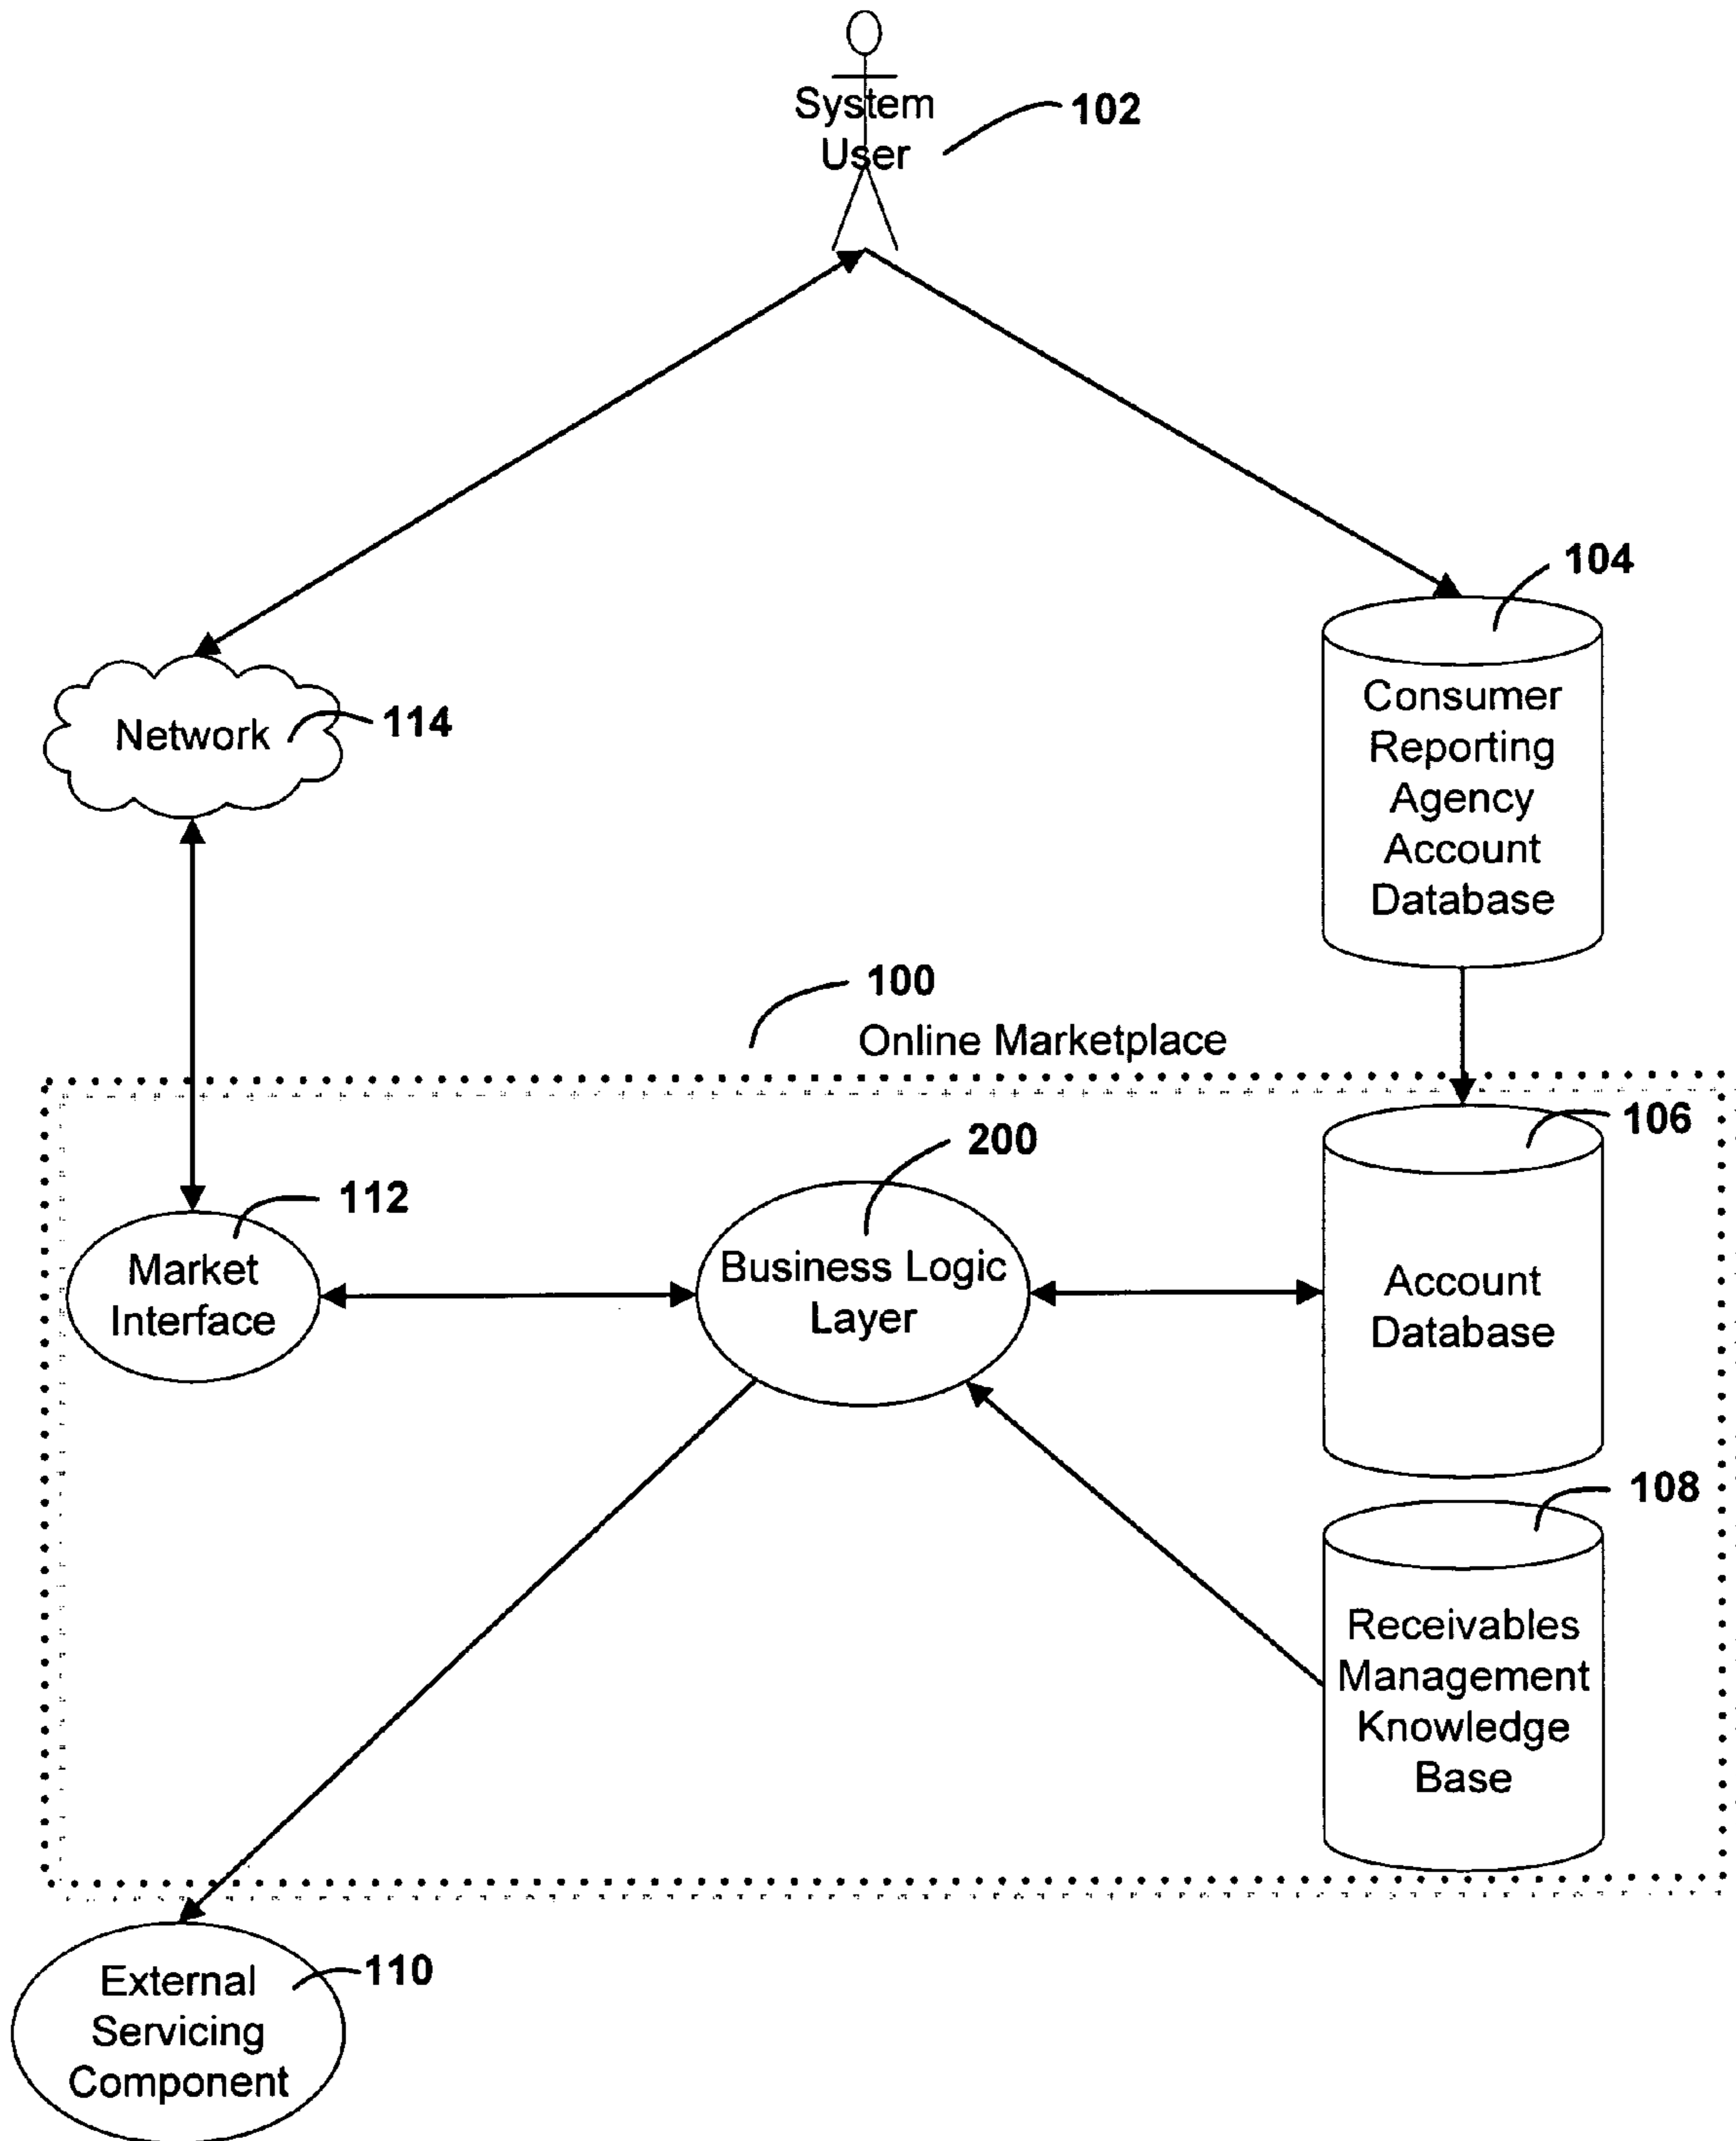 System
User
102
104
Consumer
Reporting
Agency
Account
Database
Network
114
100
Online Marketplace
106
200
112
Market
Interface
Business Logic
Layer
Account
Database
108
Receivables
Management
Knowledge
Base
110
External
Servicing
Component